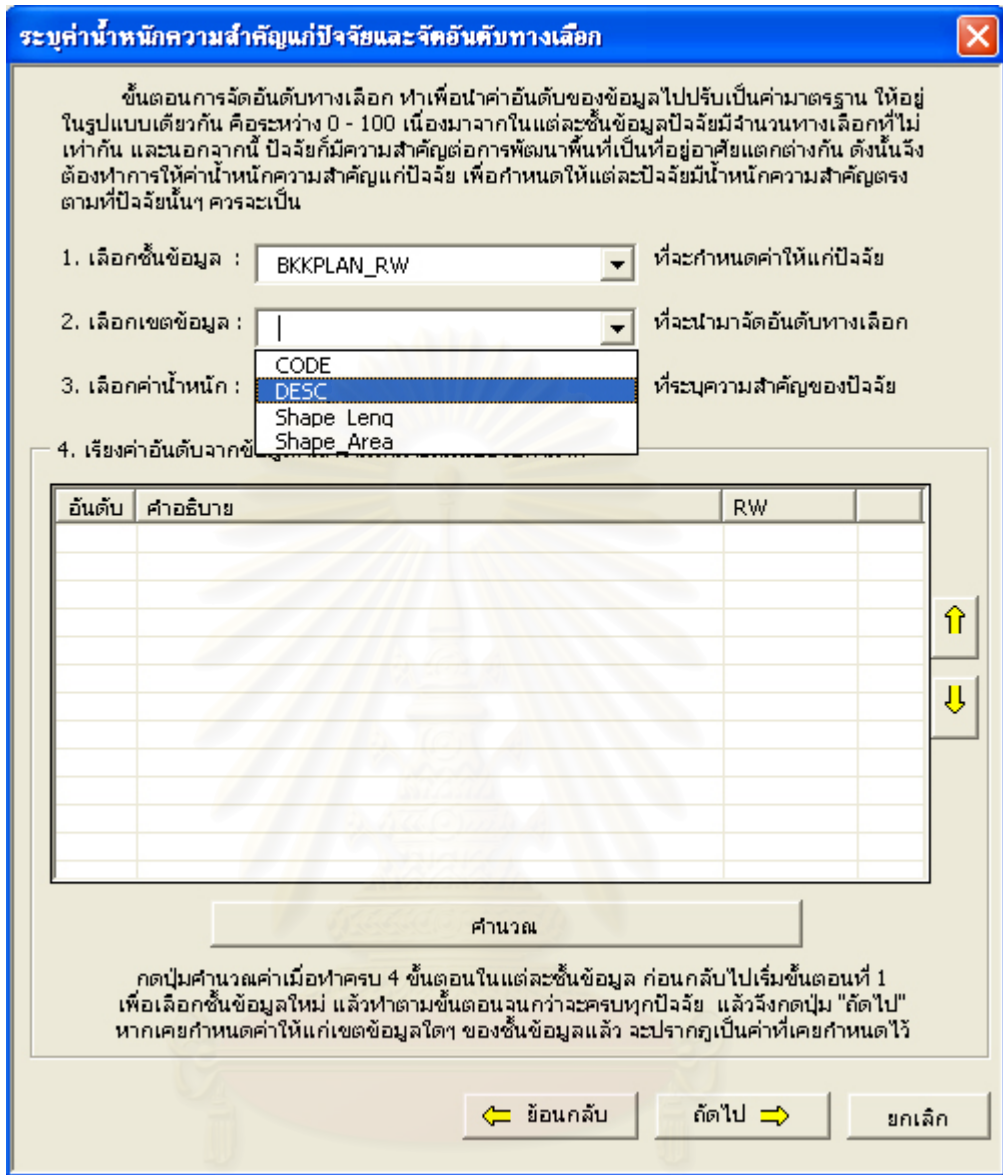 ระบุค่าน้ำหนักความสำคัญแก่ปัจจัยและจัดอันดับทางเลือก
ขั้นตอนการจัดอันดับทางเลือก ทำเพื่อนำค่าอันดับของข้อมูลไปปรับเป็นค่ามาตรฐาน ให้อยู่
ในรูปแบบเดียวกัน คือระหว่าง 0 - 100 เนื่องมาจากในแต่ละชั้นข้อมูลปัจจัยมีจำนวนทางเลือกที่ไม่
เท่ากัน และนอกจากนี้ ปัจจัยก็มีความสำคัญต่อการพัฒนาพื้นที่เป็นที่อยู่อาศัยแตกต่างกัน ดังนั้นจึง
ต้องทำการให้ค่าน้ำหนักความสำคัญแก่ปัจจัย เพื่อกำหนดให้แต่ละปัจจัยมีน้ำหนักความสำคัญตรง
ตามที่ปัจจัยนั้นๆ ควรจะเป็น
1. เลือกชั้นข้อมูล : BKKPLAN_RW ที่จะกำหนดค่าให้แก่ปัจจัย
2. เลือกเขตข้อมูล : ที่จะนำมาจัดอันดับทางเลือก
CODE
3. เลือกค่าน้ำหนัก : DESC ที่ระบุความสำคัญของปัจจัย
Shape_Leng
Shape_Area
4. เรียงค่าอันดับจากข้
อันดับ คำอธิบาย RW
คำนวณ
กดปุ่มคำนวณค่าเมื่อทำครบ 4 ขั้นตอนในแต่ละชั้นข้อมูล ก่อนกลับไปเริ่มขั้นตอนที่ 1
เพื่อเลือกชั้นข้อมูลใหม่ แล้วทำตามขั้นตอนจนกว่าจะครบทุกปัจจัย แล้วจึงกดปุ่ม "ถัดไป"
หากเคยกำหนดค่าให้แก่เขตข้อมูลใดๆ ของชั้นข้อมูลแล้ว จะปรากฏเป็นค่าที่เคยกำหนดไว้
ย้อนกลับ ถัดไป ยกเลิก